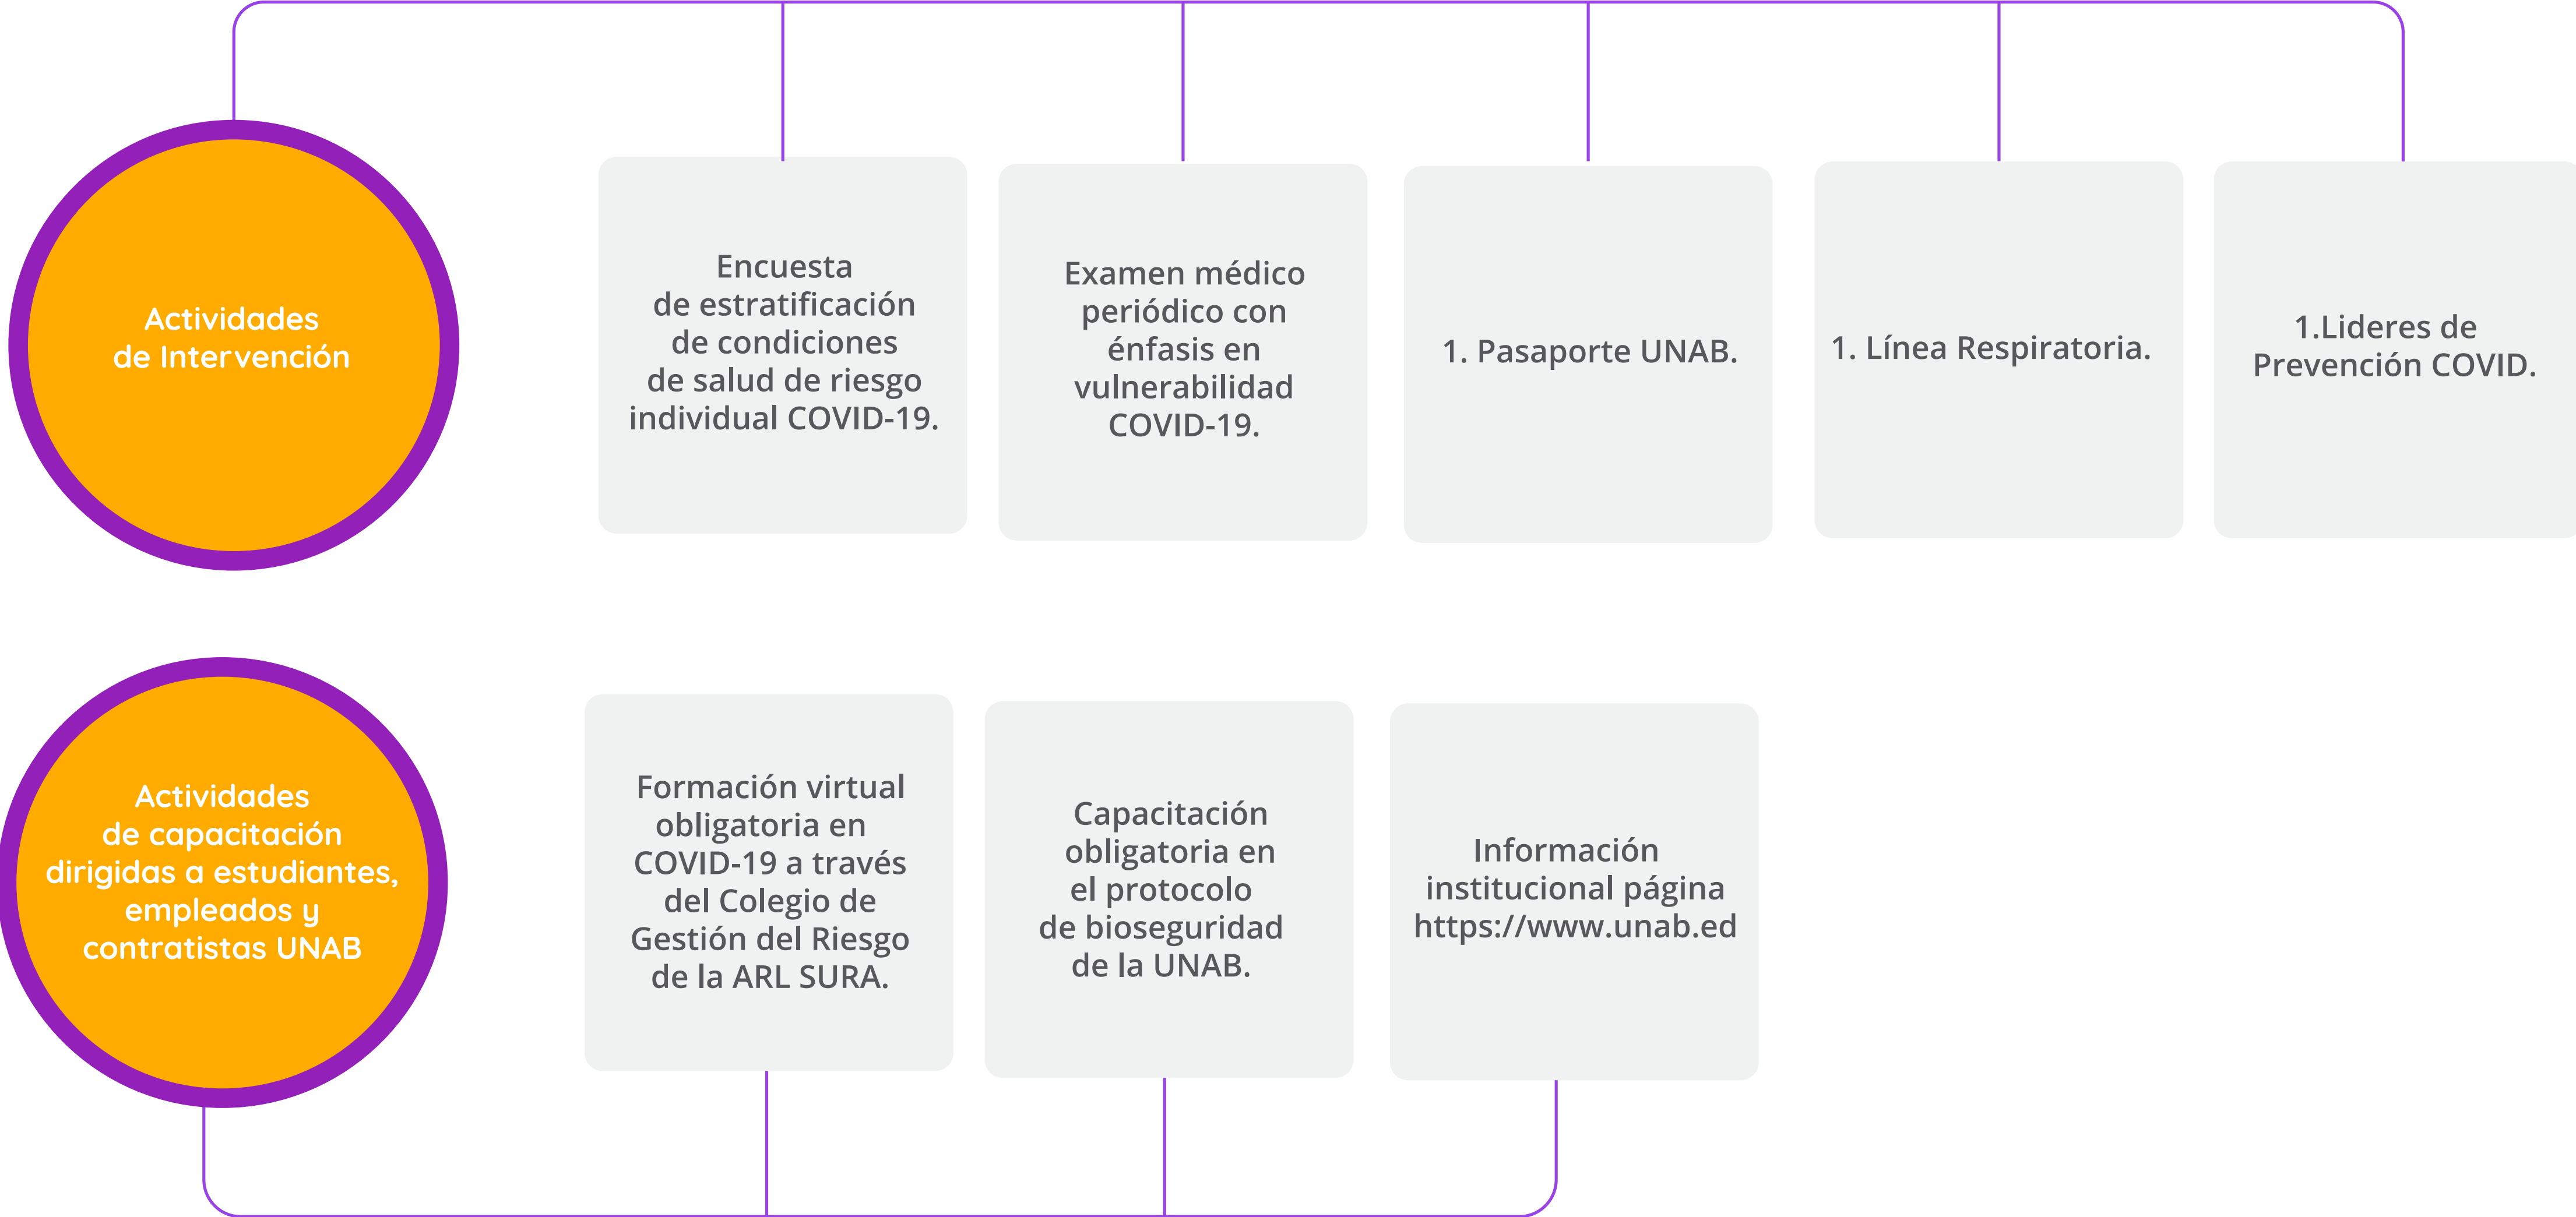 Actividades
de Intervención
Encuesta
de estratificación
de condiciones
de salud de riesgo
individual COVID-19.
Examen médico
periódico con
énfasis en
vulnerabilidad
COVID-19.
1. Pasaporte UNAB.
1. Línea Respiratoria.
1.Lideres de
Prevención COVID.
Actividades
de capacitación
dirigidas a estudiantes,
empleados y
contratistas UNAB
Formación virtual
obligatoria en
COVID-19 a través
del Colegio de
Gestión del Riesgo
de la ARL SURA.
Capacitación
obligatoria en
el protocolo
de bioseguridad
de la UNAB.
Información
institucional página
https://www.unab.ed